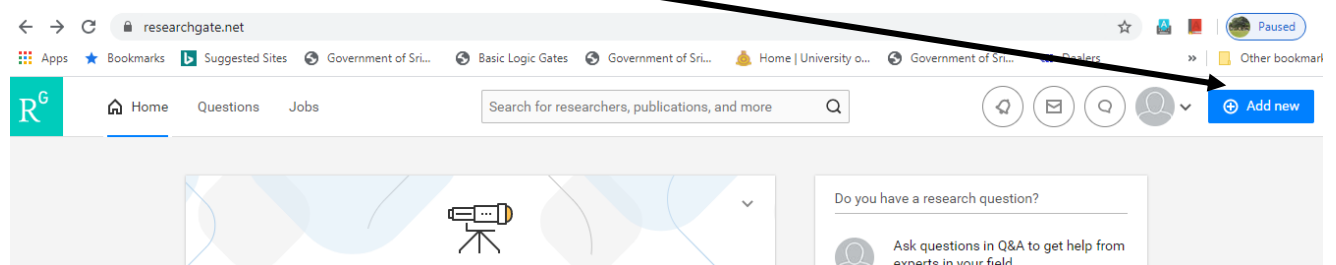 researchgate.net Paused
Apps Bookmarks Suggested Sites Government of Sri... Basic Logic Gates Government of Sri... Home | University o... Government of Sri... Dealers » Other bookmark
RG Home Questions Jobs Search for researchers, publications, and more Add new
Do you have a research question?
Ask questions in Q&A to get help from
experts in your field